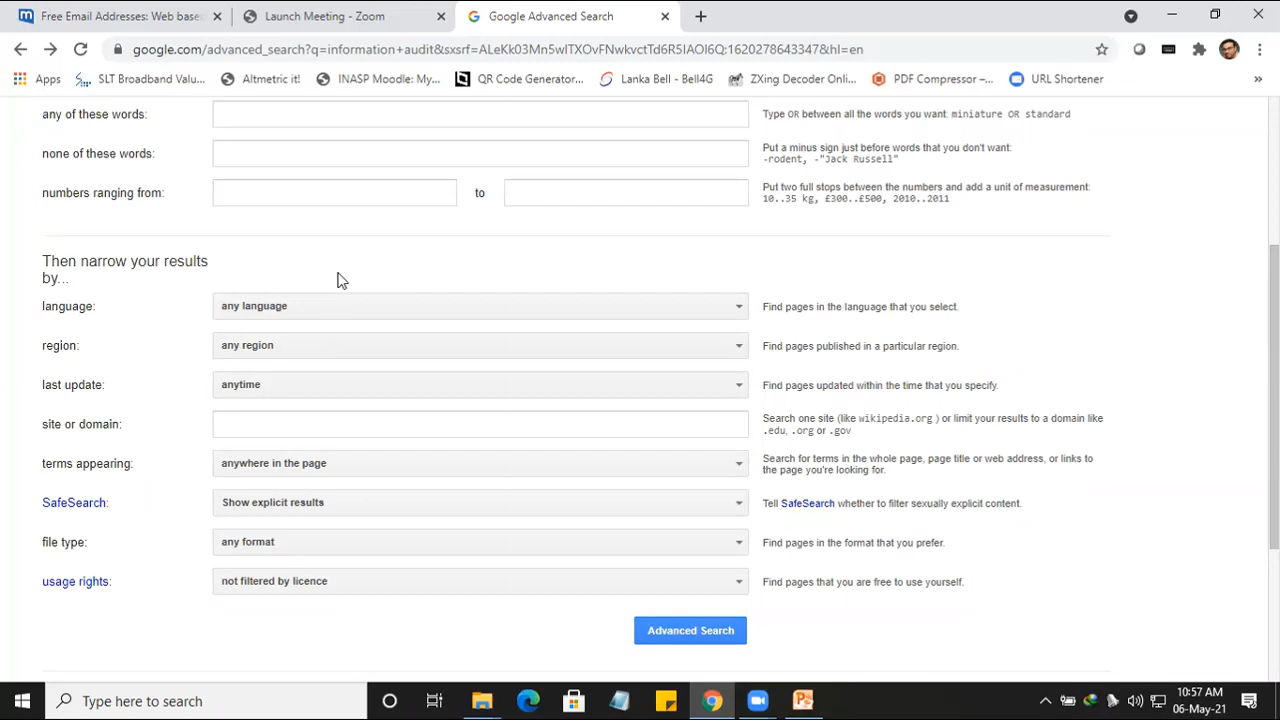 Free Email Addresses: Web base
Launch Meeting - Zoom
Google Advanced Search
google.com/advanced_search?q=information+audit&sxsrf=ALeKk03Mn5wITXOvFNwkvctTd6R5IAOI6Q:1620278643347&hl=en
Apps
SLT Broadband Valu...
Altmetric it!
INASP Moodle: My...
QR Code Generator...
Lanka Bell - Bell4G
ZXing Decoder Onl...
PDF Compressor –...
URL Shortener
»
any of these words:
Type OR between all the words you want: miniature OR standard
none of these words:
Put a minus sign just before words that you don't want:
-rodent, -"Jack Russell"
numbers ranging from:
to
Put two full stops between the numbers and add a unit of measurement:
10..35 kg, £300..£500, 2010..2011
Then narrow your results
by...
language:
any language
Find pages in the language that you select.
region:
any region
Find pages published in a particular region.
last update:
anytime
Find pages updated within the time that you specify.
site or domain:
Search one site (like wikipedia.org ) or limit your results to a domain like
.edu, .org or .gov
terms appearing:
anywhere in the page
Search for terms in the whole page, page title or web address, or links to
the page you're looking for.
SafeSearch:
Show explicit results
Tell SafeSearch whether to filter sexually explicit content.
file type:
any format
Find pages in the format that you prefer.
usage rights:
not filtered by licence
Find pages that you are free to use yourself.
Advanced Search
Type here to search
10:57 AM
06-May-21